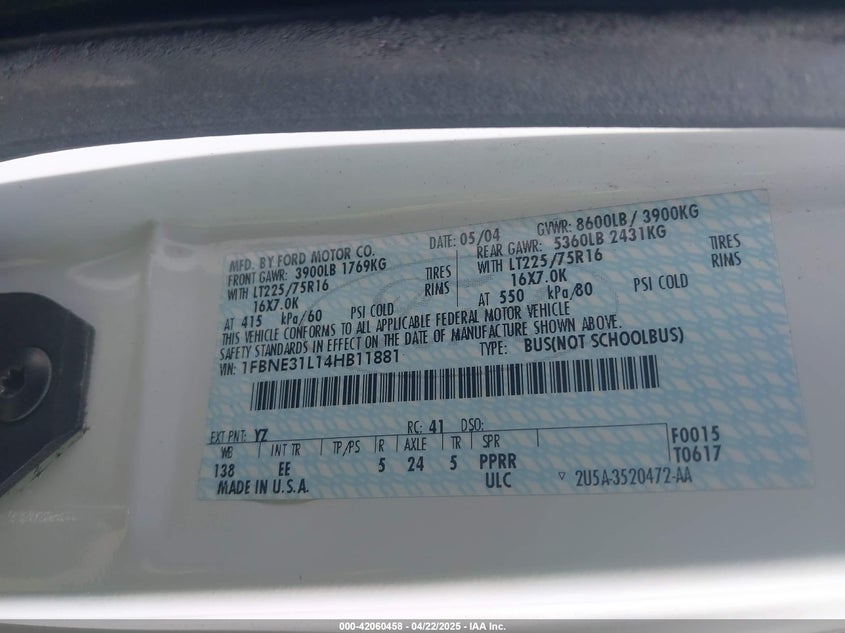 MFD. BY FORD MOTOR CO.
DATE: 05/04 GVWR: 8600LB / 3900KG
FRONT GAWR: 3900LB 1769KG REAR GAWR: 5360LB 2431KG
WITH LT225/75R16 TIRES WITH LT225/75R16 TIRES
16X7.0K RIMS 16X7.0K RIMS
AT 415 kPa/60 PSI COLD AT 550 kPa/80 PSI COLD
THIS VEHICLE CONFORMS TO ALL APPLICABLE FEDERAL MOTOR VEHICLE
SAFETY STANDARDS IN EFFECT ON THE DATE OF MANUFACTURE SHOWN ABOVE.
VIN: 1FBNE31L14HB11881 TYPE: BUS(NOT SCHOOLBUS)
EXT PNT: YZ RC: 41 DSO:
WB INT TR TP/PS R AXLE TR SPR F0015
138 EE 5 24 5 PPRR T0617
MADE IN U.S.A. ULC ▽ 2U5A-3520472-AA
000-42060458 - 04/22/2025 - IAA Inc.